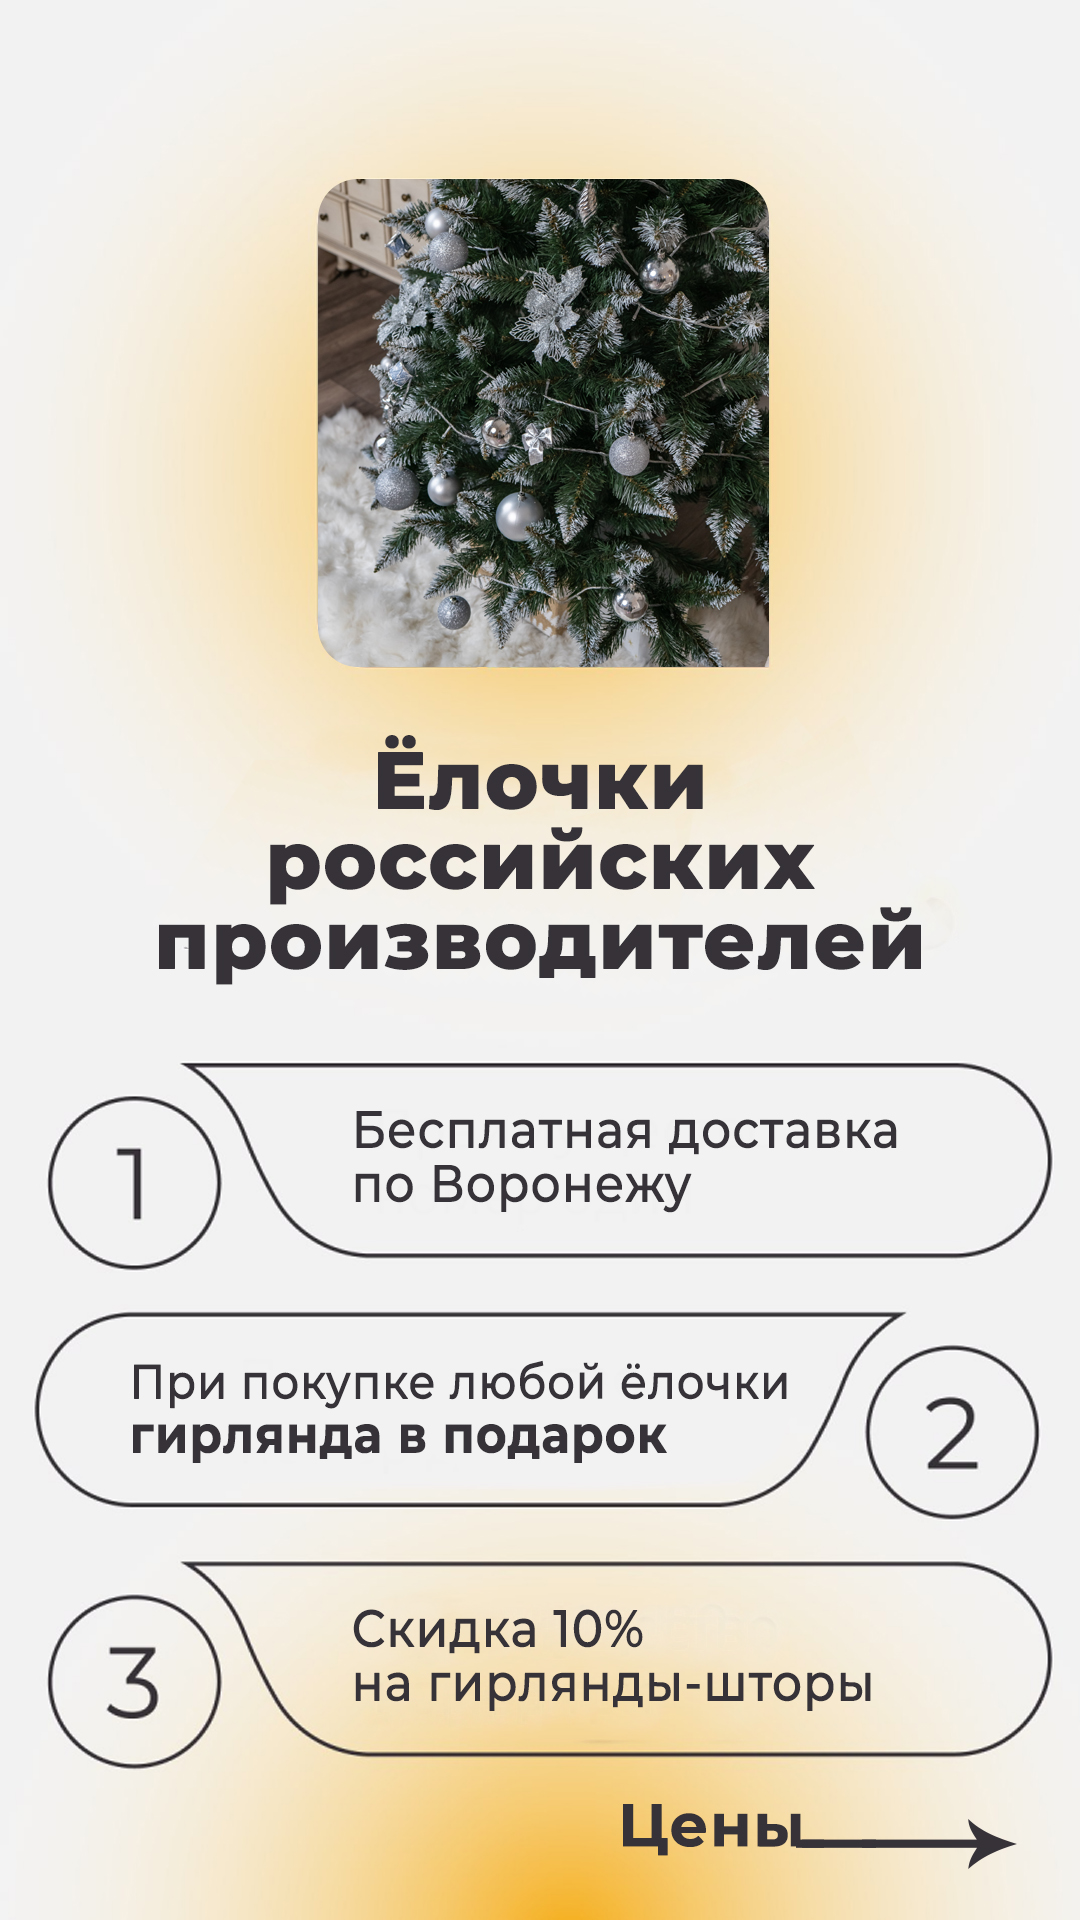 Ёлочки
российских
производителей
1
Бесплатная доставка
по Воронежу
При покупке любой ёлочки
гирлянда в подарок
2
3
Скидка 10%
на гирлянды-шторы
Цены